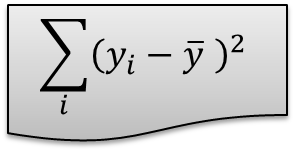 ∑ᵢ(yᵢ − ȳ )²